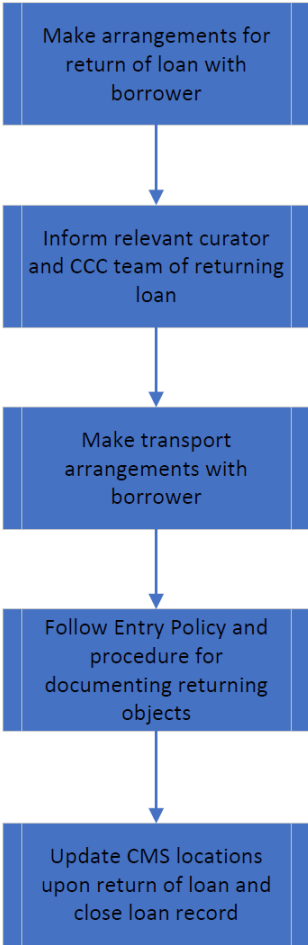 Make arrangements for
return of loan with
borrower
Inform relevant curator
and CCC team of returning
loan
Make transport
arrangements with
borrower
Follow Entry Policy and
procedure for
documenting returning
objects
Update CMS locations
upon return of loan and
close loan record